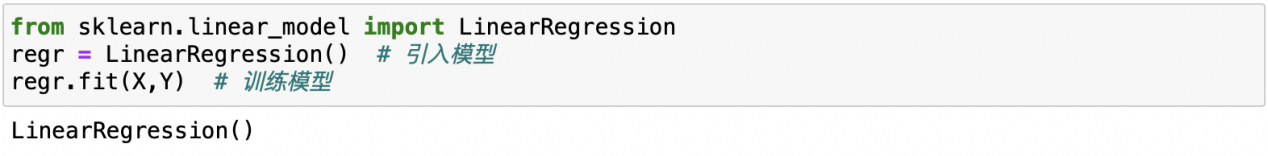 from sklearn.linear_model import LinearRegression
regr = LinearRegression()  # 引入模型
regr.fit(X,Y)  # 训练模型
LinearRegression()